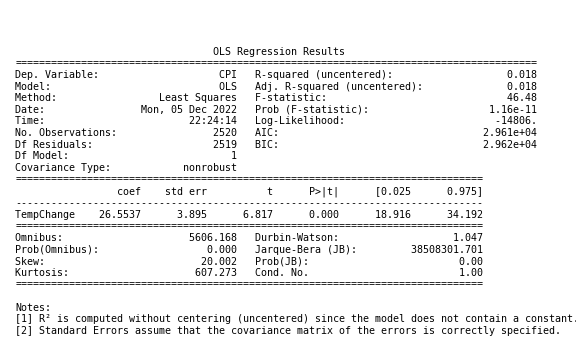 OLS Regression Results
==============================================================================
Dep. Variable: CPI R-squared (uncentered): 0.018
Model: OLS Adj. R-squared (uncentered): 0.018
Method: Least Squares F-statistic: 46.48
Date: Mon, 05 Dec 2022 Prob (F-statistic): 1.16e-11
Time: 22:24:14 Log-Likelihood: -14806.
No. Observations: 2520 AIC: 2.961e+04
Df Residuals: 2519 BIC: 2.962e+04
Df Model: 1
Covariance Type: nonrobust
==============================================================================
coef std err t P>|t| [0.025 0.975]
------------------------------------------------------------------------------
TempChange 26.5537 3.895 6.817 0.000 18.916 34.192
==============================================================================
Omnibus: 5606.168 Durbin-Watson: 1.047
Prob(Omnibus): 0.000 Jarque-Bera (JB): 38508301.701
Skew: 20.002 Prob(JB): 0.00
Kurtosis: 607.273 Cond. No. 1.00
==============================================================================
Notes:
[1] R² is computed without centering (uncentered) since the model does not contain a constant.
[2] Standard Errors assume that the covariance matrix of the errors is correctly specified.